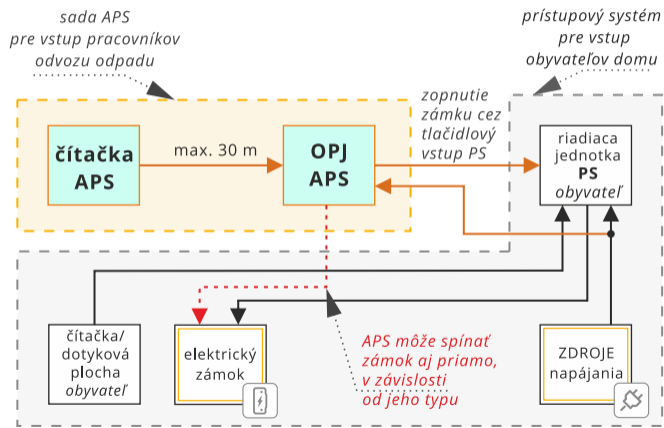 sada APS
pre vstup pracovníkov
odvozu odpadu
prístupový systém
pre vstup
obyvateľov domu
čítačka
APS
max. 30 m
OPJ
APS
zopnutie
zámku cez
tlačidlový
vstup PS
riadiaca
jednotka
PS
obyvateľ
čítačka/
dotyková
plocha
obyvateľ
elektrický
zámok
APS môže spínať
zámok aj priamo,
v závislosti
od jeho typu
ZDROJE
napájania